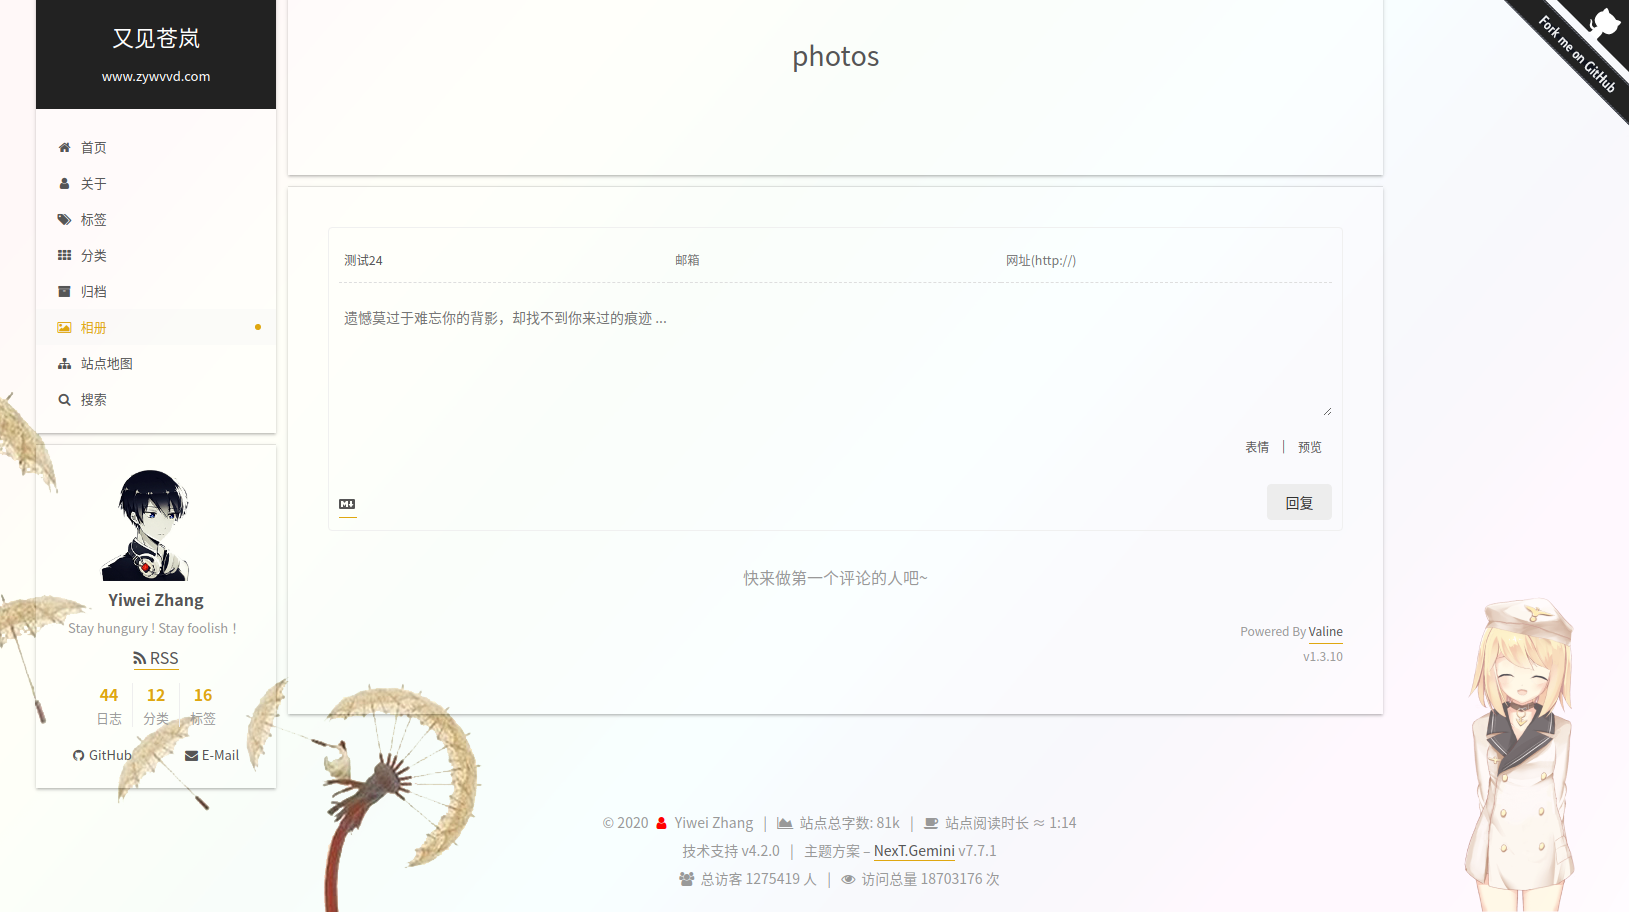 又见苍岚
www.zywvvd.com
首页
关于
标签
分类
归档
相册
站点地图
搜索
Yiwei Zhang
Stay hungury ! Stay foolish !
RSS
44 12 16
日志 分类 标签
GitHub E-Mail
photos
测试24 邮箱 网址(http://)
遗憾莫过于难忘你的背影，却找不到你来过的痕迹 ...
表情 | 预览
M↓
回复
快来做第一个评论的人吧~
Powered By Valine
v1.3.10
Fork me on GitHub
© 2020 Yiwei Zhang | 站点总字数: 81k | 站点阅读时长 ≈ 1:14
技术支持 v4.2.0 | 主题方案 – NexT.Gemini v7.7.1
总访客 1275419 人 | 访问总量 18703176 次